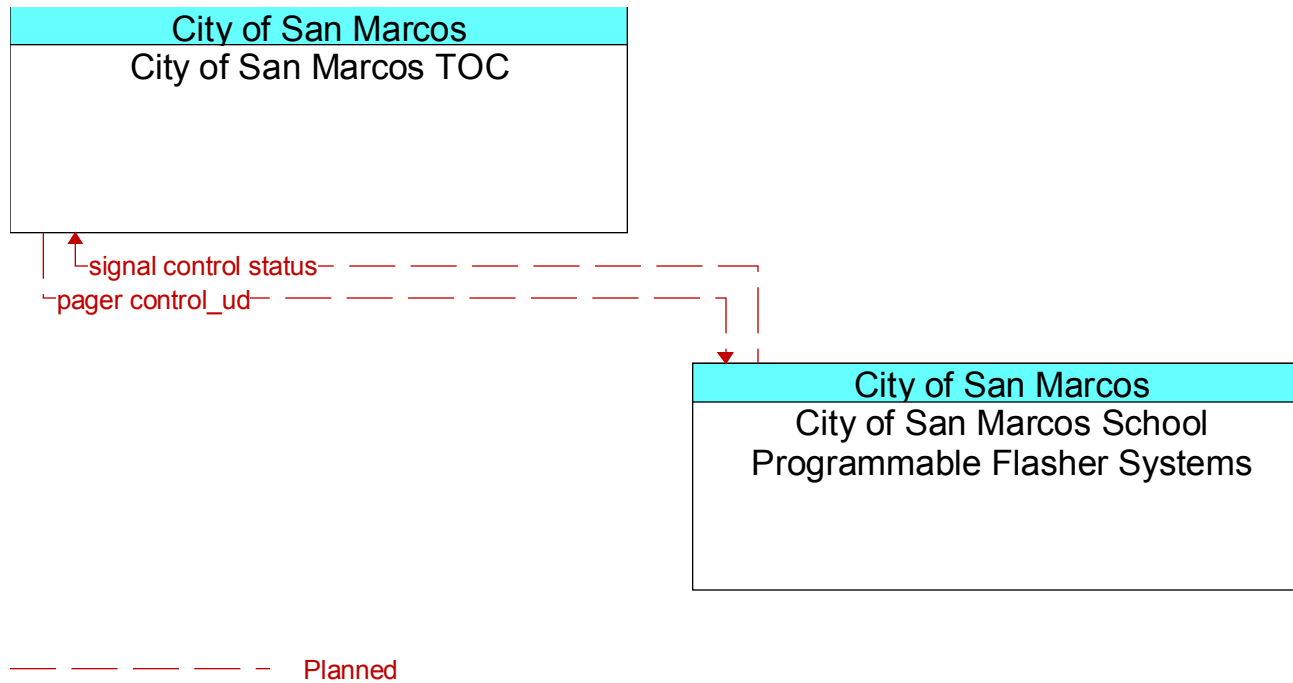 City of San Marcos
City of San Marcos TOC
signal control status
pager control_ud
City of San Marcos
City of San Marcos School
Programmable Flasher Systems
Planned